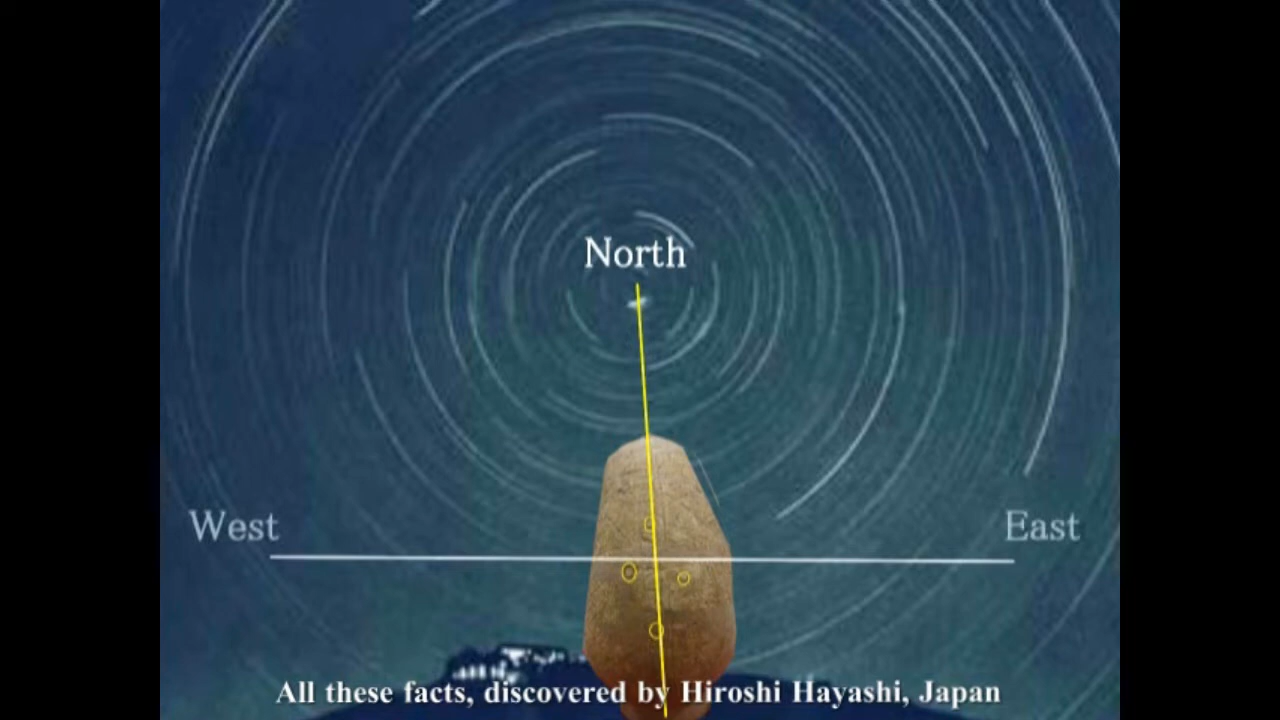 North
West
East
All these facts, discovered by Hiroshi Hayashi, Japan